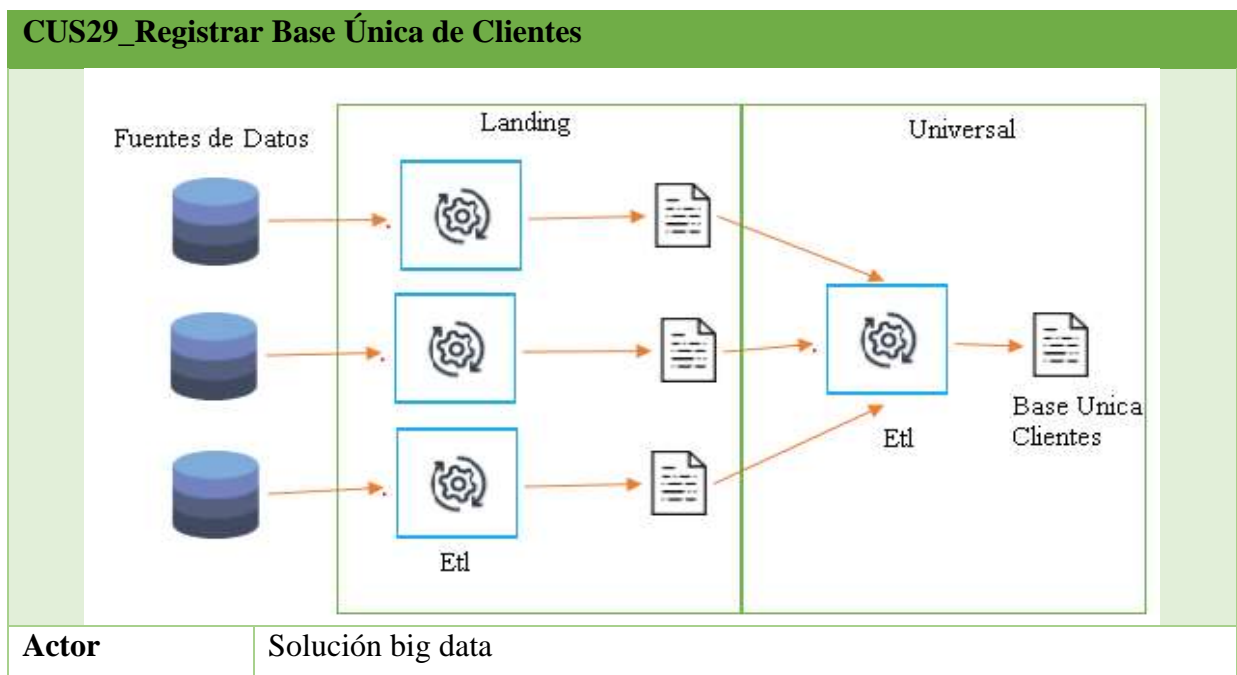 CUS29_Registrar Base Única de Clientes
Fuentes de Datos
Landing
Universal
Etl
Etl
Base Unica
Clientes
Actor
Solución big data